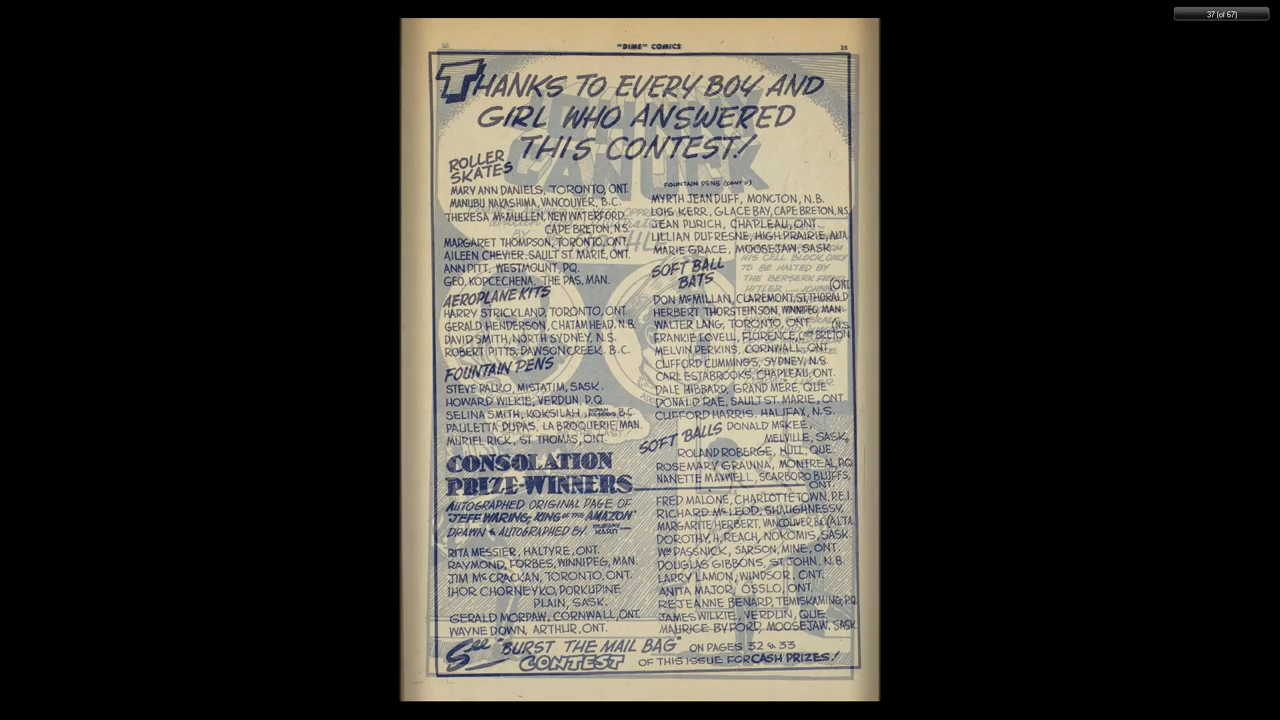 37 (of 67)
"DIME" COMICS
35
THANKS TO EVERY BOY AND
GIRL WHO ANSWERED
THIS CONTEST!
ROLLER
SKATES
MARY ANN DANIELS, TORONTO, ONT.
MANUBU NAKASHIMA, VANCOUVER, B.C.
THERESA McMULLEN, NEW WATERFORD,
CAPE BRETON, N.S.
MARGARET THOMPSON, TORONTO, ONT.
AILEEN CHEVIER, SAULT ST. MARIE, ONT.
ANN PITT, WESTMOUNT, P.Q.
GEO. KOPCECHENA, THE PAS, MAN.
AEROPLANE KITS
HARRY STRICKLAND, TORONTO, ONT.
GERALD HENDERSON, CHATAM HEAD, N.B.
DAVID SMITH, NORTH SYDNEY, N.S.
ROBERT PITTS, DAWSON CREEK, B.C.
FOUNTAIN PENS
STEVE PALKO, MISTATIM, SASK.
HOWARD WILKIE, VERDUN, P.Q.
SELINA SMITH, KOKSILAH, B.C.
PAULETTA DUPAS, LA BROQUERIE, MAN.
MURIEL RICK, ST. THOMAS, ONT.
CONSOLATION
PRIZE-WINNERS
AUTOGRAPHED ORIGINAL PAGE OF
"JEFF WARING, KING OF THE AMAZON"
DRAWN & AUTOGRAPHED BY
RITA MESSIER, HALTYRE, ONT.
RAYMOND, FORBES, WINNIPEG, MAN.
JIM McCRACKAN, TORONTO, ONT.
IHOR CHORNEYKO, PORKUPINE
PLAIN, SASK.
GERALD MORPAW, CORNWALL, ONT.
WAYNE DOWN, ARTHUR, ONT.
FOUNTAIN PENS (CONT'D)
MYRTH JEAN DUFF, MONCTON, N.B.
LOIS KERR, GLACE BAY, CAPE BRETON, N.S.
JEAN PURICH, CHAPLEAU, ONT.
LILLIAN DUFRESNE, HIGH PRAIRIE, ALTA.
MARIE GRACE, MOOSEJAW, SASK.
SOFT BALL
BATS
(ONT.
DON McMILLAN, CLAREMONT, ST. THORALD
HERBERT THORSTEINSON, WINNIPEG, MAN.
WALTER LANG, TORONTO, ONT. (N.S.
FRANKIE LOVELL, FLORENCE, BRETON
MELVIN PERKINS, CORNWALL, ONT.
CLIFFORD CUMMINGS, SYDNEY, N.S.
CARL ESTABROOKS, CHAPLEAU, ONT.
DALE HIBBARD, GRAND MERE, QUE.
DONALD RAE, SAULT ST. MARIE, ONT.
CLIFFORD HARRIS, HALIFAX, N.S.
SOFT BALLS DONALD McKEE,
MELVILLE, SASK.
ROLAND ROBERGE, HULL, QUE.
ROSEMARY GRAVINA, MONTREAL, P.Q.
NANETTE MAXWELL, SCARBORO BLUFFS,
ONT.
FRED MALONE, CHARLOTTETOWN, P.E.I.
RICHARD McLEOD, SHAUGHNESSY,
MARGARITE HERBERT, VANCOUVER, B.C. (ALTA.
DOROTHY, H, REACH, NOKOMIS, SASK.
Wm PASSNICK, SARSON, MINE, ONT.
DOUGLAS GIBBONS, ST. JOHN, N.B.
LARRY LAMON, WINDSOR, ONT.
ANITA MAJOR, OSSLO, ONT.
REJEANNE BENARD, TEMISKAMING, P.Q.
JAMES WILKIE, VERDUN, QUE.
MAURICE BYFORD, MOOSEJAW, SASK.
SEE "BURST THE MAIL BAG" ON PAGES 32 & 33
CONTEST OF THIS ISSUE FOR CASH PRIZES!